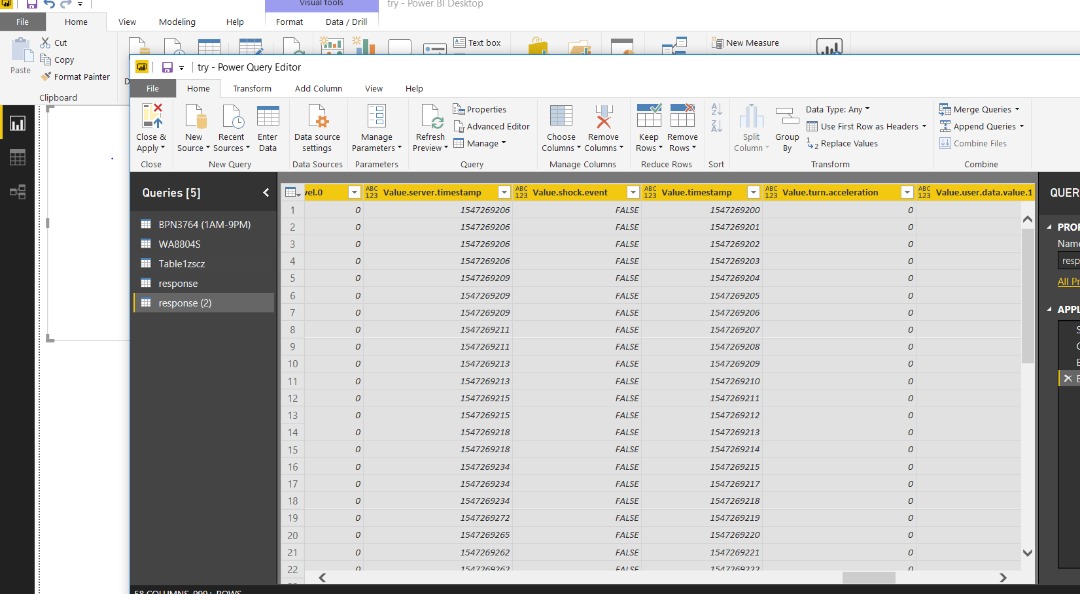 Visual tools
try - Power BI Desktop
File Home View Modeling Help Format Data / Drill
Paste
Cut
Copy
Format Painter
Clipboard
Text box
New Measure
try - Power Query Editor
File Home Transform Add Column View Help
Close & Apply
New Source
Recent Sources
Enter Data
Data source settings
Manage Parameters
Refresh Preview
Properties
Advanced Editor
Manage
Choose Columns
Remove Columns
Keep Rows
Remove Rows
Split Column
Group By
Data Type: Any
Use First Row as Headers
Replace Values
Merge Queries
Append Queries
Combine Files
Close New Query Data Sources Parameters Query Manage Columns Reduce Rows Sort Transform Combine
Queries [5]
BPN3764 (1AM-9PM)
WA8804S
Table1zscz
response
response (2)
vel.0 ABC 123 Value.server.timestamp ABC 123 Value.shock.event ABC 123 Value.timestamp ABC 123 Value.turn.acceleration ABC 123 Value.user.data.value.1
1 0 1547269206 FALSE 1547269200 0
2 0 1547269206 FALSE 1547269201 0
3 0 1547269206 FALSE 1547269202 0
4 0 1547269206 FALSE 1547269203 0
5 0 1547269209 FALSE 1547269204 0
6 0 1547269209 FALSE 1547269205 0
7 0 1547269209 FALSE 1547269206 0
8 0 1547269211 FALSE 1547269207 0
9 0 1547269211 FALSE 1547269208 0
10 0 1547269213 FALSE 1547269209 0
11 0 1547269213 FALSE 1547269210 0
12 0 1547269215 FALSE 1547269211 0
13 0 1547269215 FALSE 1547269212 0
14 0 1547269218 FALSE 1547269213 0
15 0 1547269218 FALSE 1547269214 0
16 0 1547269234 FALSE 1547269215 0
17 0 1547269234 FALSE 1547269217 0
18 0 1547269234 FALSE 1547269218 0
19 0 1547269272 FALSE 1547269219 0
20 0 1547269265 FALSE 1547269220 0
21 0 1547269262 FALSE 1547269221 0
22 0 1547269262 FALSE 1547269222 0
QUER
PROP
Name
resp
All Pr
APPL
58 COLUMNS, 999+ ROWS